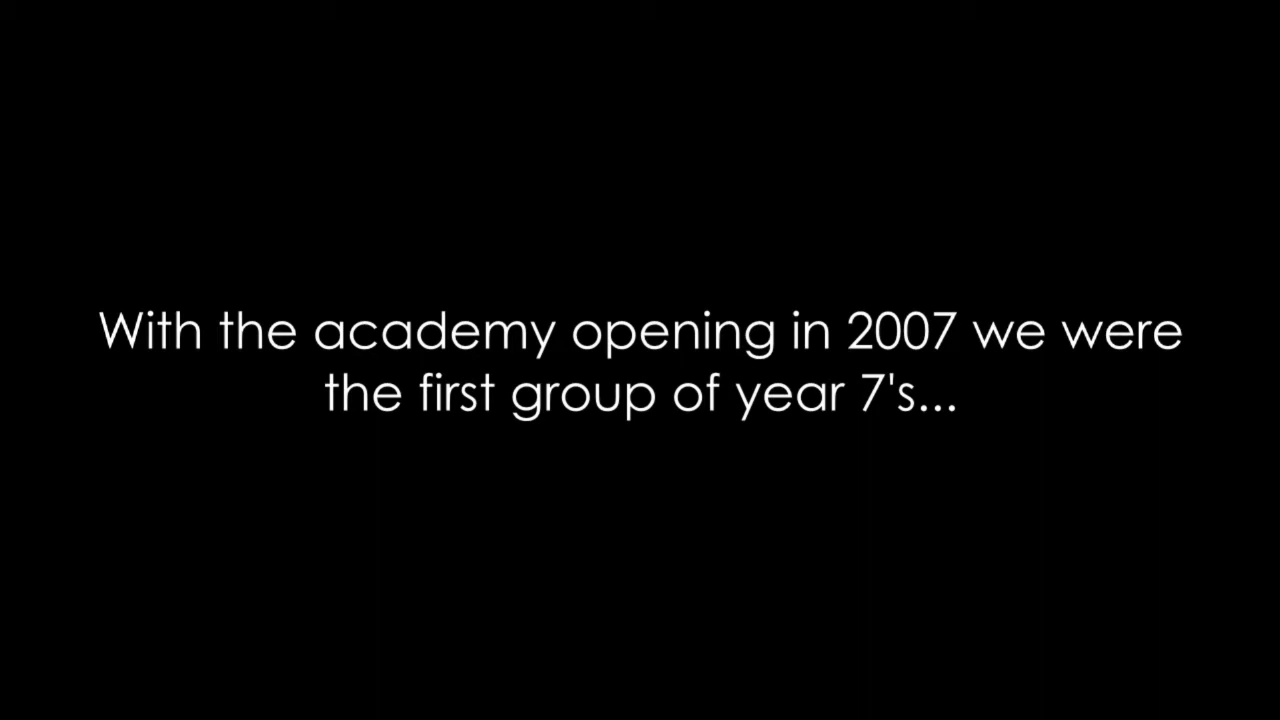 With the academy opening in 2007 we were
the first group of year 7's...